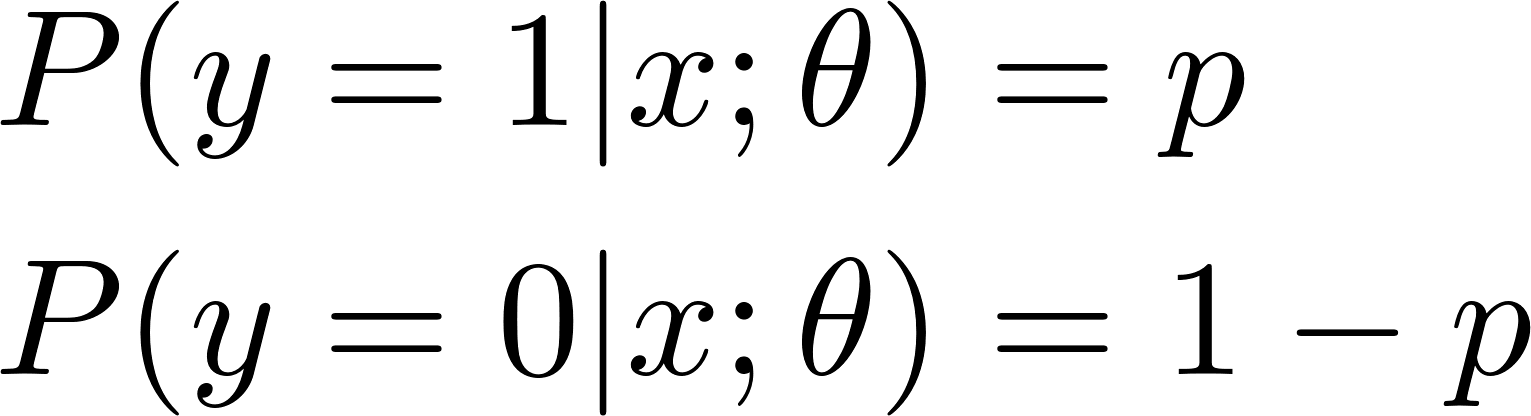 P(y = 1|x; θ) = p
P(y = 0|x; θ) = 1 − p